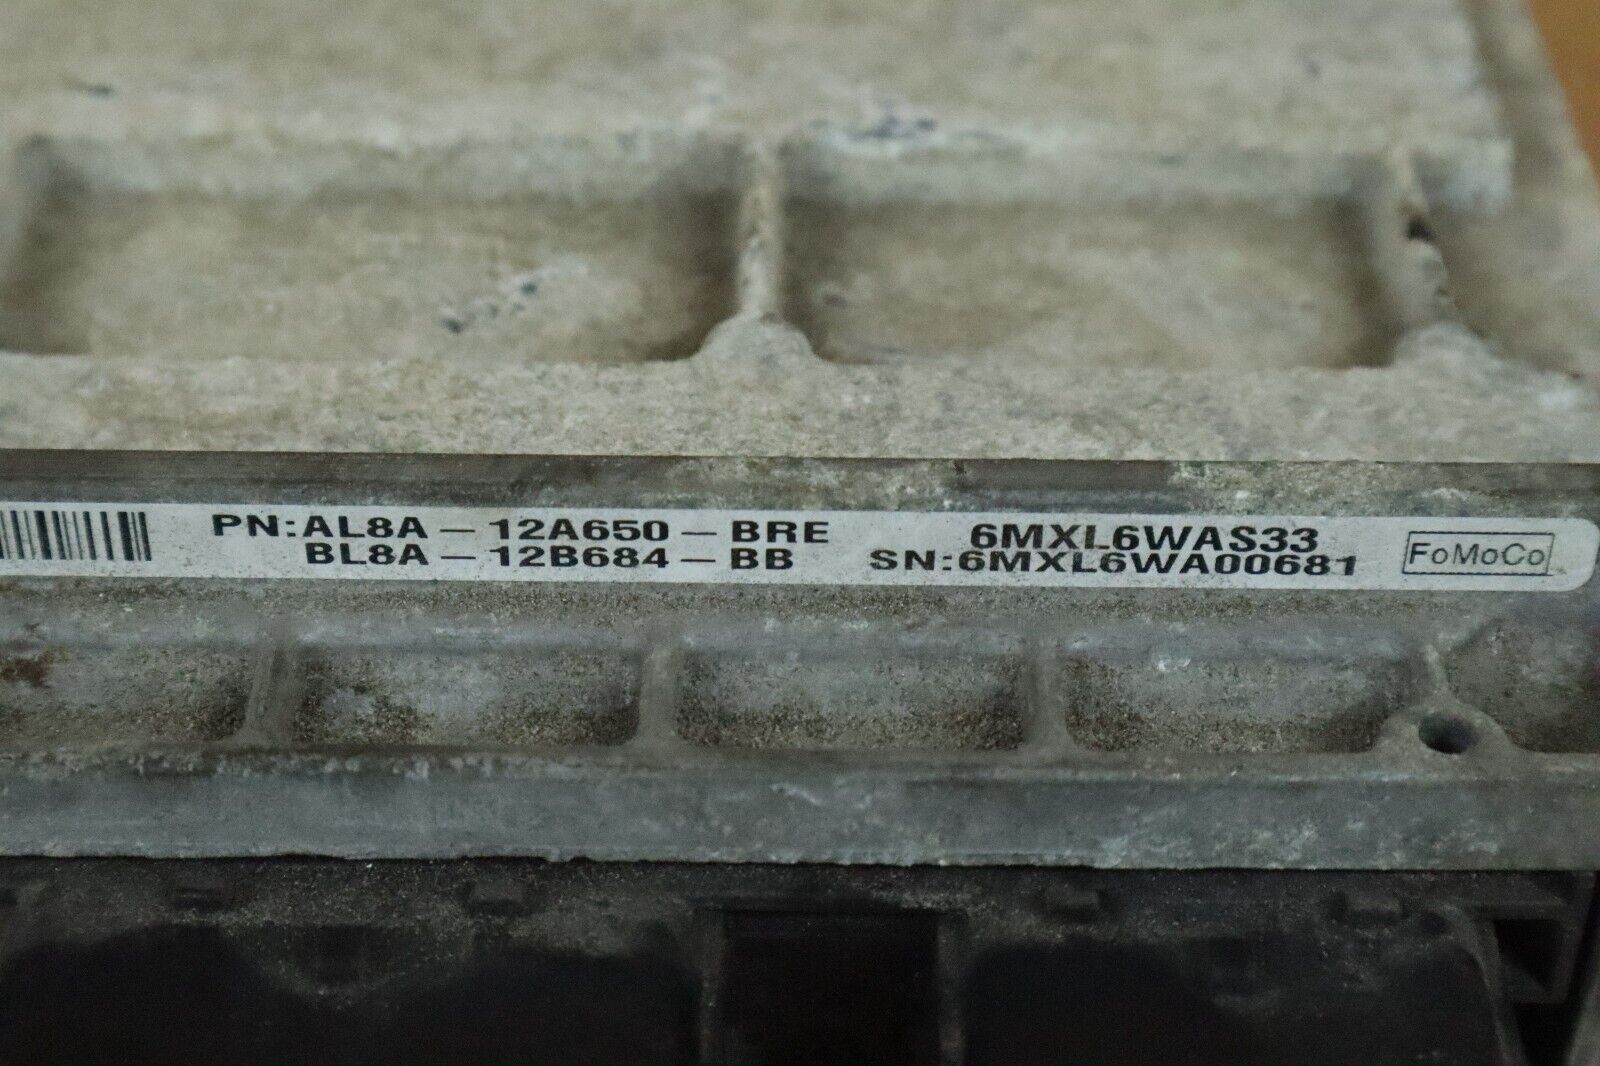 PN:AL8A-12A650-BRE 6MXL6WAS33
BL8A-12B684-BB SN:6MXL6WA00681
FoMoCo